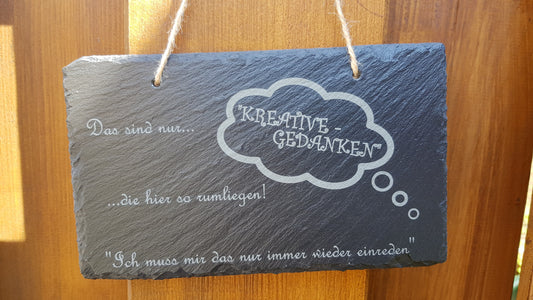 "KREATIVE -
GEDANKEN"
Das sind nur...
...die hier so rumliegen!
"Ich muss mir das nur immer wieder einreden"